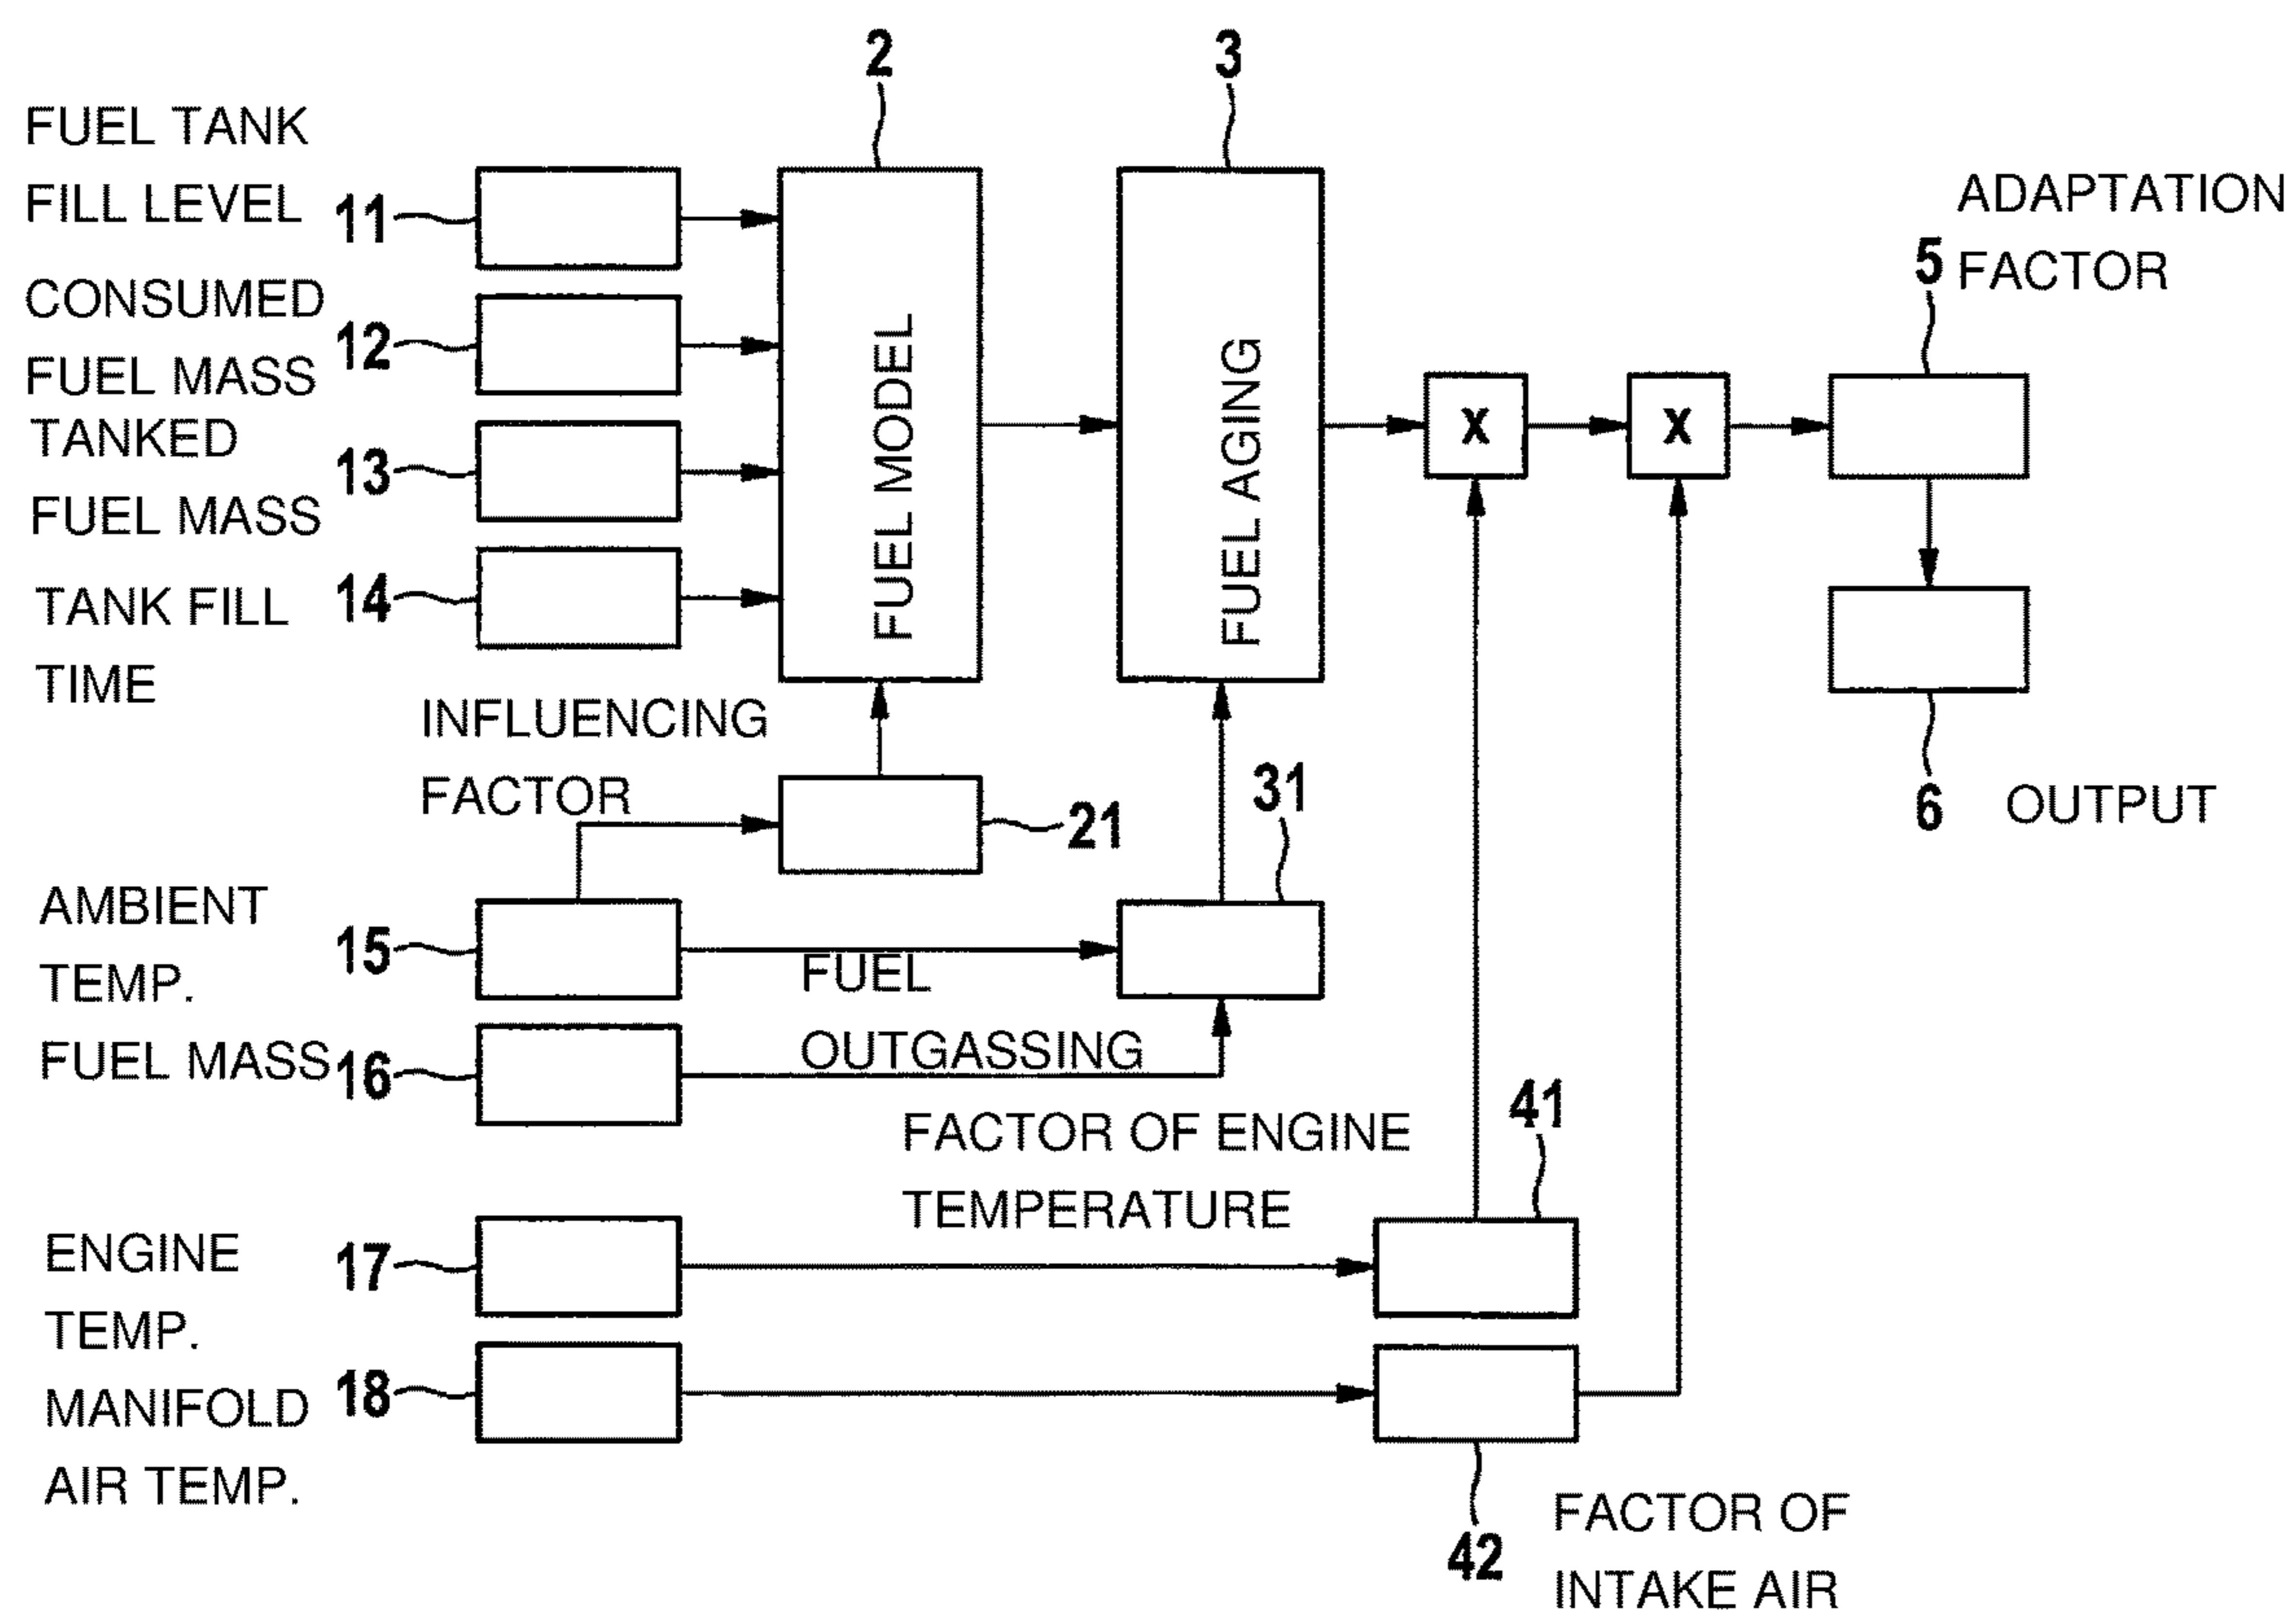 2
3
FUEL TANK
FILL LEVEL
11
CONSUMED
FUEL MASS
12
TANKED
FUEL MASS
13
TANK FILL
TIME
14
FUEL MODEL
FUEL AGING
X
X
ADAPTATION
FACTOR
5
6
OUTPUT
INFLUENCING
FACTOR
21
31
AMBIENT
TEMP.
15
FUEL MASS
16
FUEL
OUTGASSING
FACTOR OF ENGINE
TEMPERATURE
41
ENGINE
TEMP.
17
MANIFOLD
AIR TEMP.
18
42
FACTOR OF
INTAKE AIR